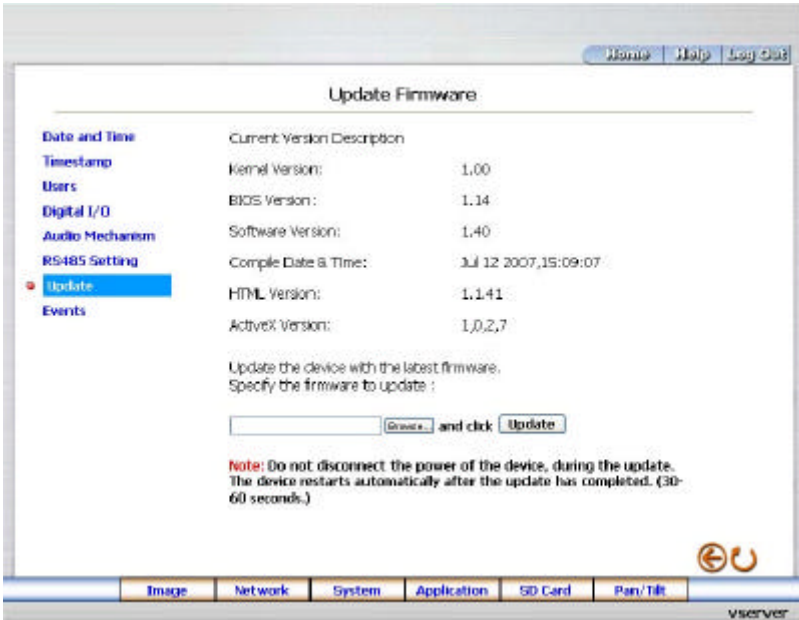 Home Help Log Out
Update Firmware
Date and Time
Timestamp
Users
Digital I/O
Audio Mechanism
RS485 Setting
Update
Events
Current Version Description
Kernel Version: 1.00
BIOS Version: 1.14
Software Version: 1.40
Compile Date & Time: Jul 12 2007,15:09:07
HTML Version: 1.1.41
ActiveX Version: 1,0,2,7
Update the device with the latest firmware.
Specify the firmware to update :
Browse... and click Update
Note: Do not disconnect the power of the device, during the update.
The device restarts automatically after the update has completed. (30-
60 seconds.)
Image Network System Application SD Card Pan/Tilt
vserver